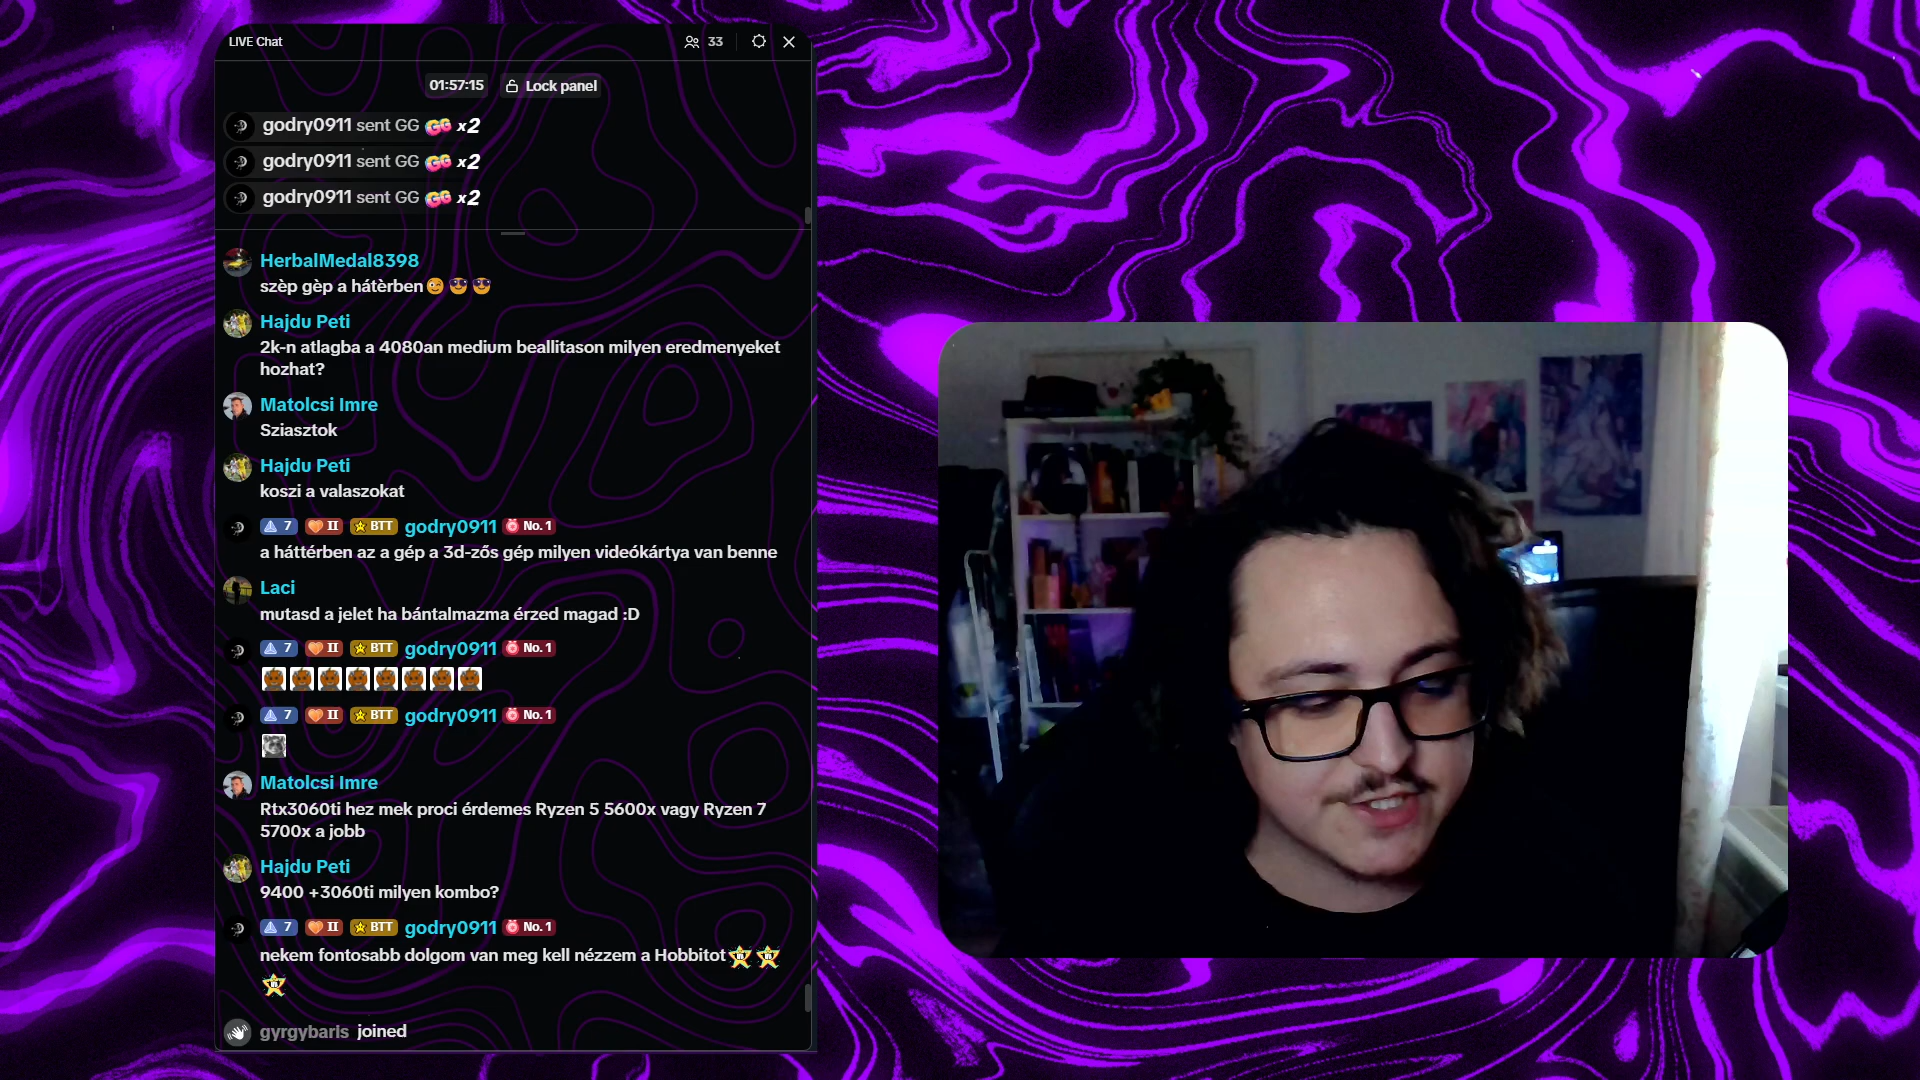 LIVE Chat
33
01:57:15
Lock panel
godry0911 sent GG GG x2
godry0911 sent GG GG x2
godry0911 sent GG GG x2
HerbalMedal8398
szèp gèp a hátèrben
Hajdu Peti
2k-n atlagba a 4080an medium beallitason milyen eredmenyeket
hozhat?
Matolcsi Imre
Sziasztok
Hajdu Peti
koszi a valaszokat
7 II BTT godry0911 No. 1
a háttérben az a gép a 3d-zős gép milyen videókártya van benne
Laci
mutasd a jelet ha bántalmazma érzed magad :D
7 II BTT godry0911 No. 1
7 II BTT godry0911 No. 1
Matolcsi Imre
Rtx3060ti hez mek proci érdemes Ryzen 5 5600x vagy Ryzen 7
5700x a jobb
Hajdu Peti
9400 +3060ti milyen kombo?
7 II BTT godry0911 No. 1
nekem fontosabb dolgom van meg kell nézzem a Hobbitot
gyrgybaris joined